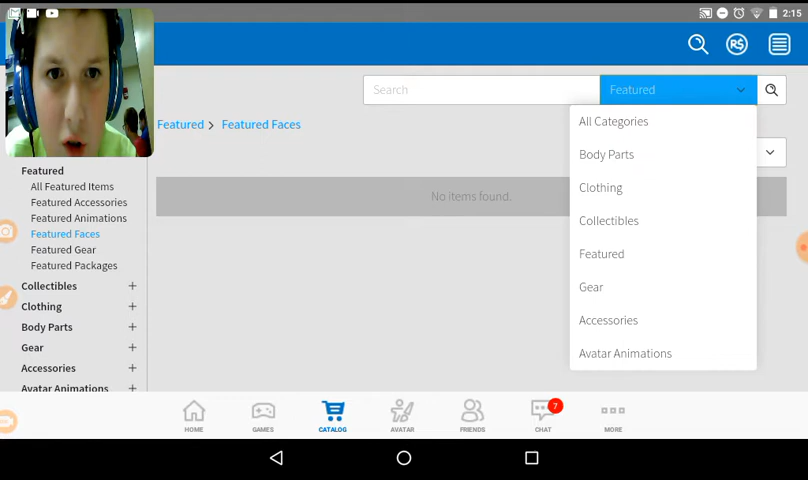 2:15
R$
Search
Featured
Featured > Featured Faces
No items found.
All Categories
Body Parts
Clothing
Collectibles
Featured
Gear
Accessories
Avatar Animations
Featured
All Featured Items
Featured Accessories
Featured Animations
Featured Faces
Featured Gear
Featured Packages
Collectibles +
Clothing +
Body Parts +
Gear +
Accessories +
Avatar Animations +
7
HOME GAMES CATALOG AVATAR FRIENDS CHAT MORE